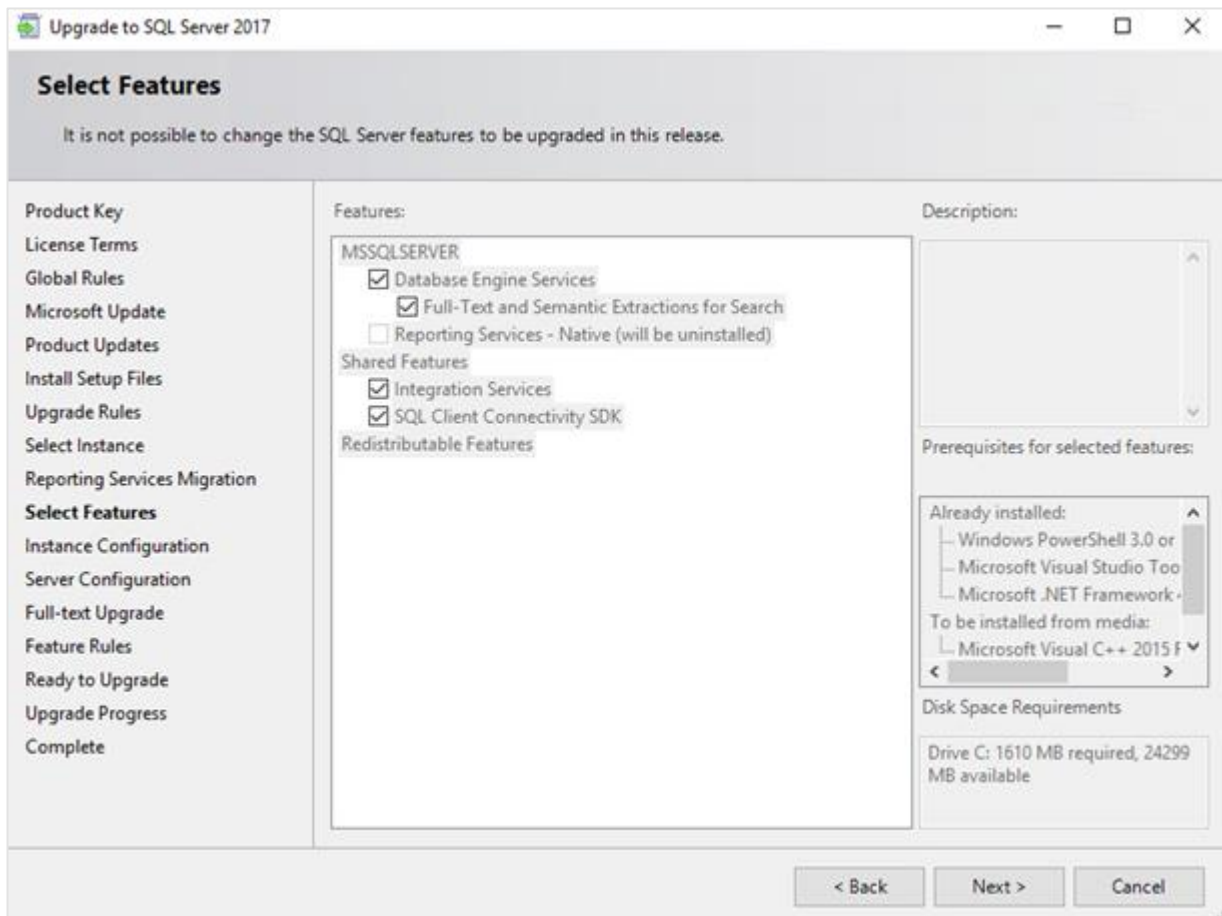 Upgrade to SQL Server 2017
Select Features
It is not possible to change the SQL Server features to be upgraded in this release.
Product Key
License Terms
Global Rules
Microsoft Update
Product Updates
Install Setup Files
Upgrade Rules
Select Instance
Reporting Services Migration
Select Features
Instance Configuration
Server Configuration
Full-text Upgrade
Feature Rules
Ready to Upgrade
Upgrade Progress
Complete
Features:
MSSQLSERVER
Database Engine Services
Full-Text and Semantic Extractions for Search
Reporting Services - Native (will be uninstalled)
Shared Features
Integration Services
SQL Client Connectivity SDK
Redistributable Features
Description:
Prerequisites for selected features:
Already installed:
Windows PowerShell 3.0 or
Microsoft Visual Studio Too
Microsoft .NET Framework
To be installed from media:
Microsoft Visual C++ 2015
Disk Space Requirements
Drive C: 1610 MB required, 24299
MB available
< Back
Next >
Cancel